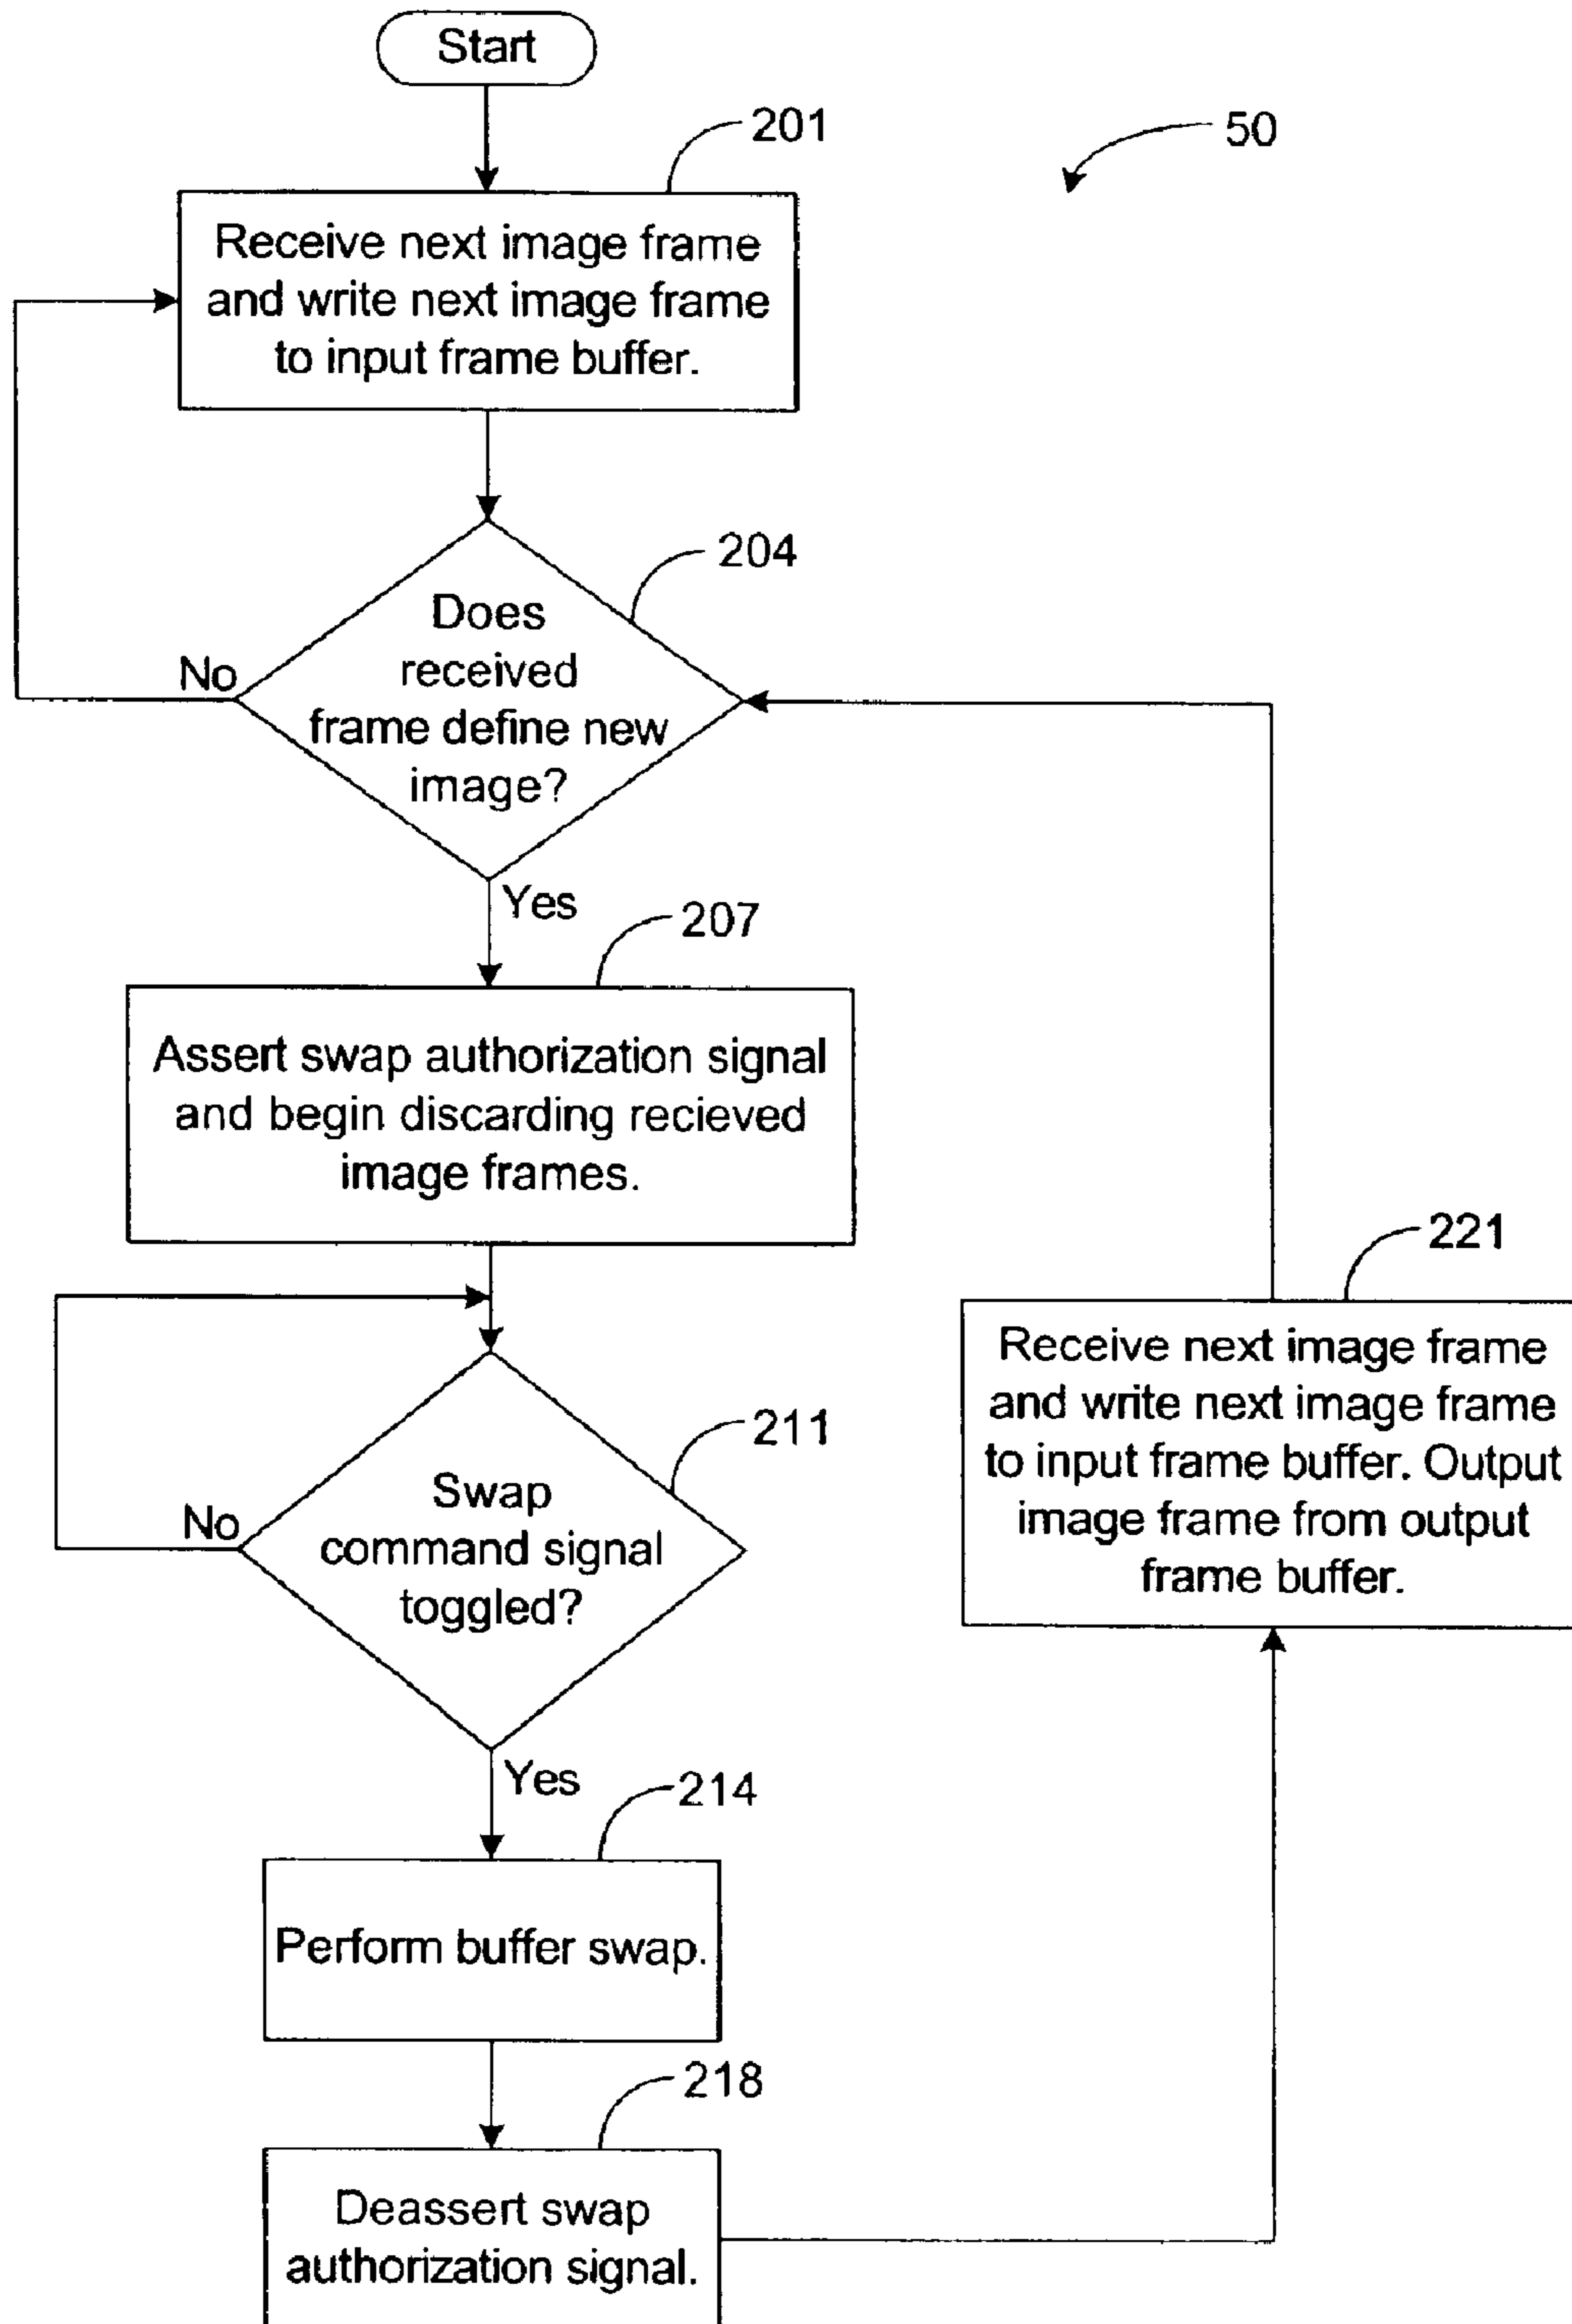 Start
201
50
Receive next image frame
and write next image frame
to input frame buffer.
204
Does
received
frame define new
image?
No
Yes
207
Assert swap authorization signal
and begin discarding recieved
image frames.
211
Swap
command signal
toggled?
No
Yes
214
Perform buffer swap.
218
Deassert swap
authorization signal.
221
Receive next image frame
and write next image frame
to input frame buffer. Output
image frame from output
frame buffer.